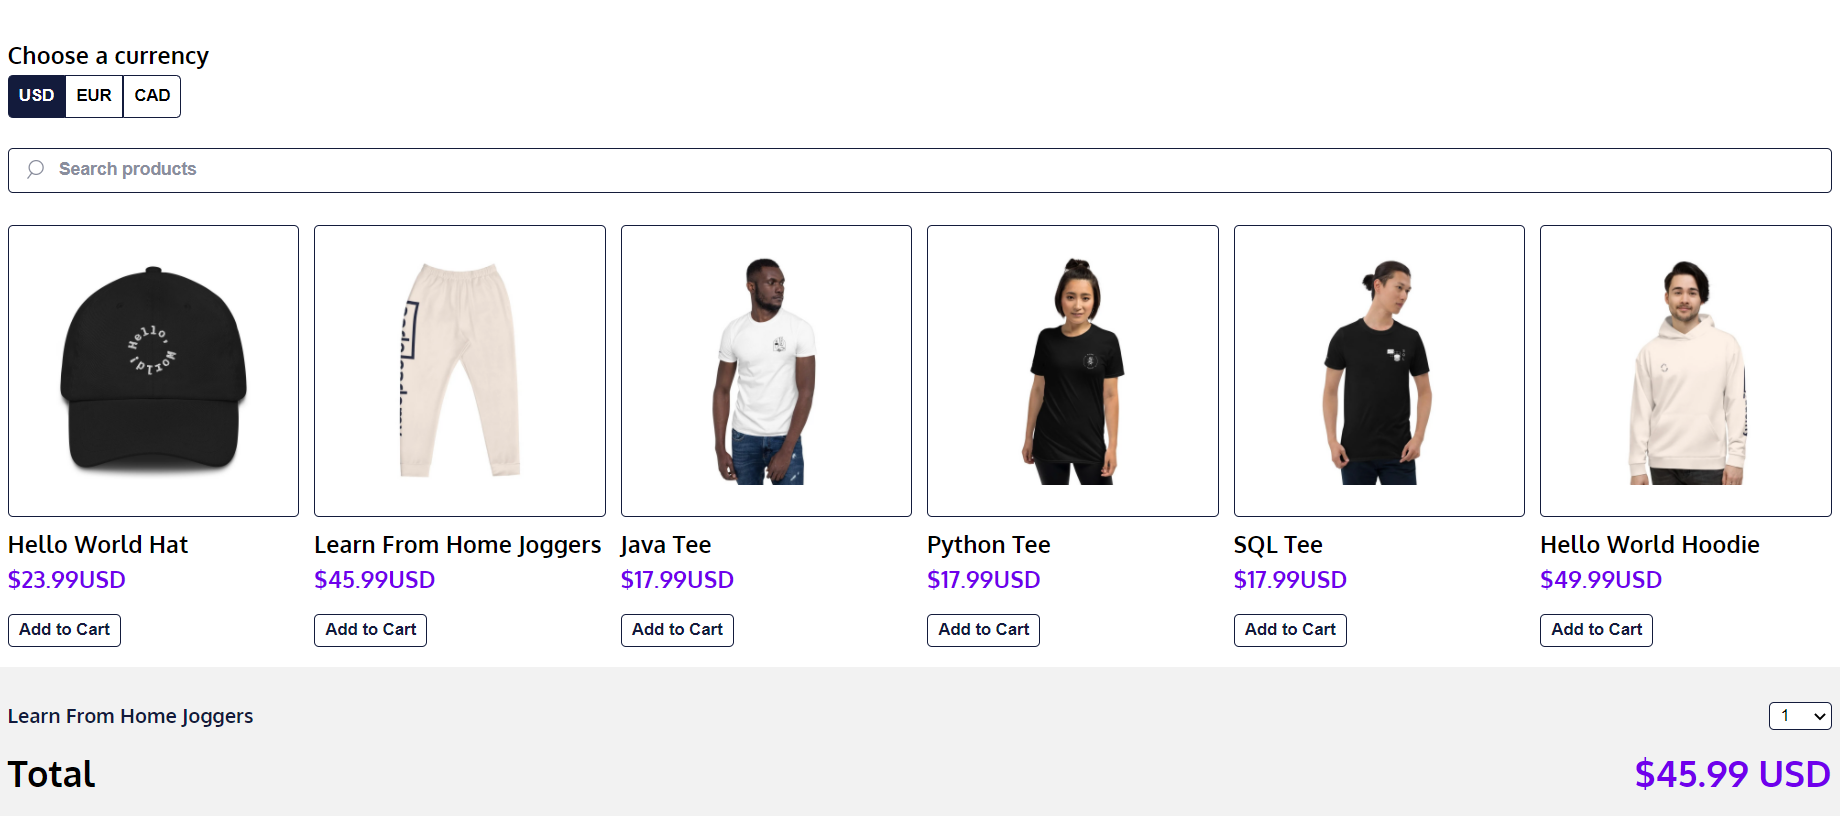 Choose a currency
USD EUR CAD
Search products
Hello, World!
Hello World Hat
$23.99USD
Add to Cart
Learn From Home Joggers
$45.99USD
Add to Cart
Java Tee
$17.99USD
Add to Cart
Python Tee
$17.99USD
Add to Cart
SQL Tee
$17.99USD
Add to Cart
Hello World Hoodie
$49.99USD
Add to Cart
Learn From Home Joggers
1
Total
$45.99 USD